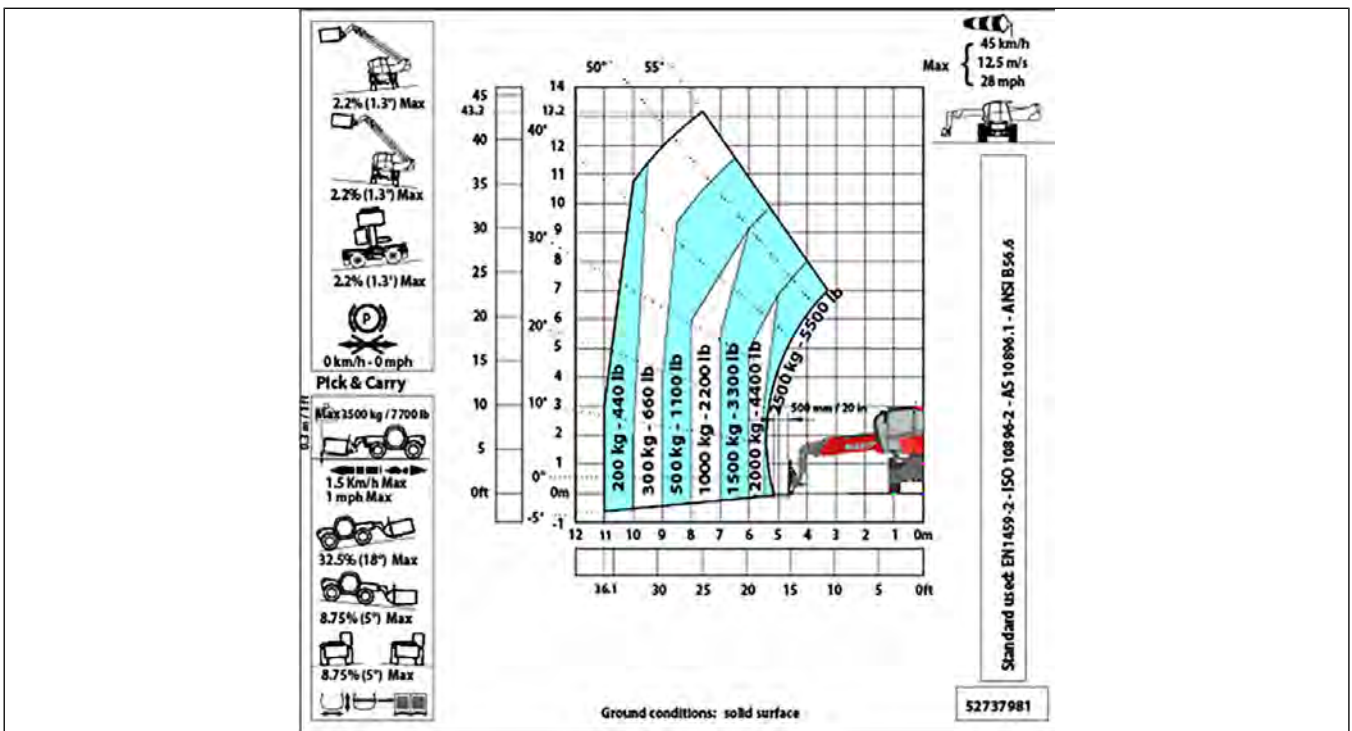 2.2% (1.3°) Max
2.2% (1.3°) Max
2.2% (1.3°) Max
P
0 km/h - 0 mph
Pick & Carry
0.3 m / 1 ft
Max 3500 kg / 7700 lb
1.5 Km/h Max
1 mph Max
32.5% (18°) Max
8.75% (5°) Max
8.75% (5°) Max
50° 55°
40°
30°
20°
10°
0°
-5°
45
43.2
40
35
30
25
20
15
10
5
0ft
14
13.2
12
11
10
9
8
7
6
5
4
3
2
1
0m
-1
200 kg - 440 lb
300 kg - 660 lb
500 kg - 1100 lb
1000 kg - 2200 lb
1500 kg - 3300 lb
2000 kg - 4400 lb
2500 kg - 5500 lb
500 mm / 20 in
12 11 10 9 8 7 6 5 4 3 2 1 0m
36.1 30 25 20 15 10 5 0ft
Ground conditions: solid surface
45 km/h
Max { 12.5 m/s
28 mph
Standard used: EN1459-2 - ISO 10896-2 - AS 10896.1 - ANSI B56.6
52737981